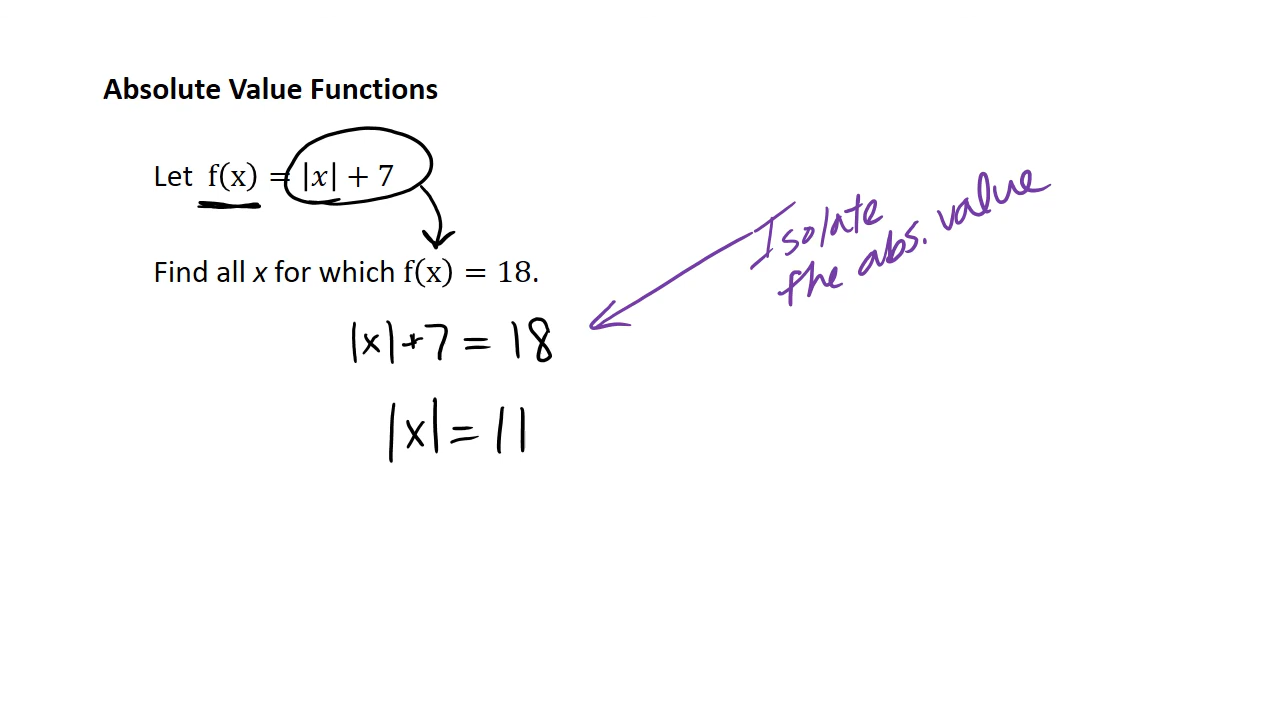 Absolute Value Functions
Let f(x) = |x| + 7
Find all x for which f(x) = 18.
|x|+7 = 18
|x| = 11
Isolate
the abs. value